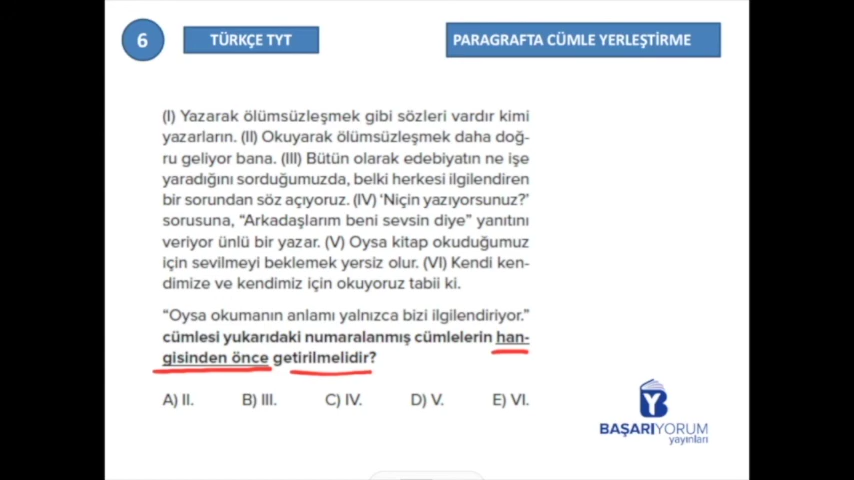 6
TÜRKÇE TYT
PARAGRAFTA CÜMLE YERLEŞTİRME
(I) Yazarak ölümsüzleşmek gibi sözleri vardır kimi
yazarların. (II) Okuyarak ölümsüzleşmek daha doğ-
ru geliyor bana. (III) Bütün olarak edebiyatın ne işe
yaradığını sorduğumuzda, belki herkesi ilgilendiren
bir sorundan söz açıyoruz. (IV) ‘Niçin yazıyorsunuz?’
sorusuna, “Arkadaşlarım beni sevsin diye” yanıtını
veriyor ünlü bir yazar. (V) Oysa kitap okuduğumuz
için sevilmeyi beklemek yersiz olur. (VI) Kendi ken-
dimize ve kendimiz için okuyoruz tabii ki.
“Oysa okumanın anlamı yalnızca bizi ilgilendiriyor.”
cümlesi yukarıdaki numaralanmış cümlelerin han-
gisinden önce getirilmelidir?
A) II. B) III. C) IV. D) V. E) VI.
BAŞARIYORUM
yayınları